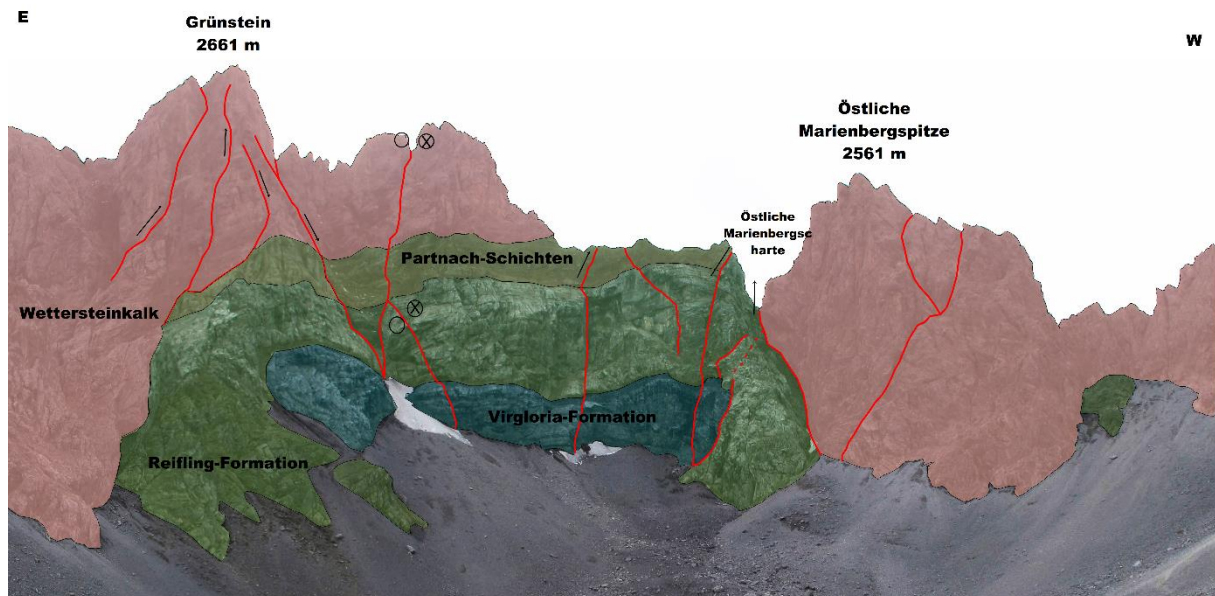 E
Grünstein
2661 m
W
Östliche
Marienbergspitze
2561 m
Östliche
Marienbergsc
harte
Partnach-Schichten
Wettersteinkalk
Virgloria-Formation
Reifling-Formation